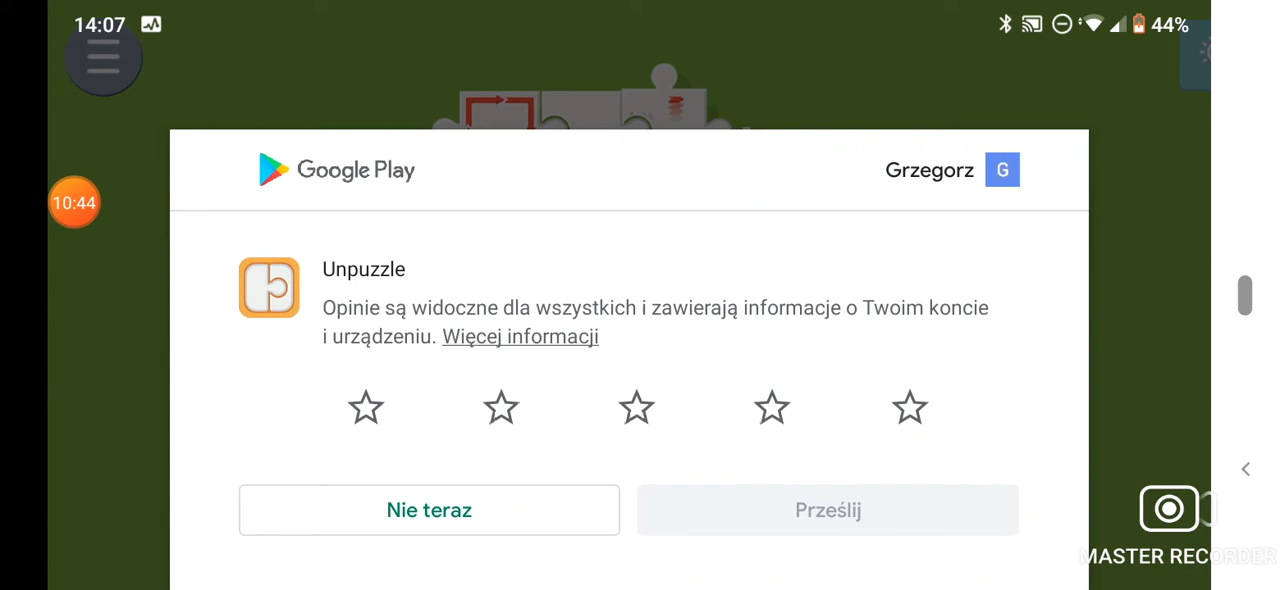 14:07
44%
10:44
Google Play
Grzegorz
G
Unpuzzle
Opinie są widoczne dla wszystkich i zawierają informacje o Twoim koncie
i urządzeniu. Więcej informacji
Nie teraz
Prześlij
MASTER RECORDER